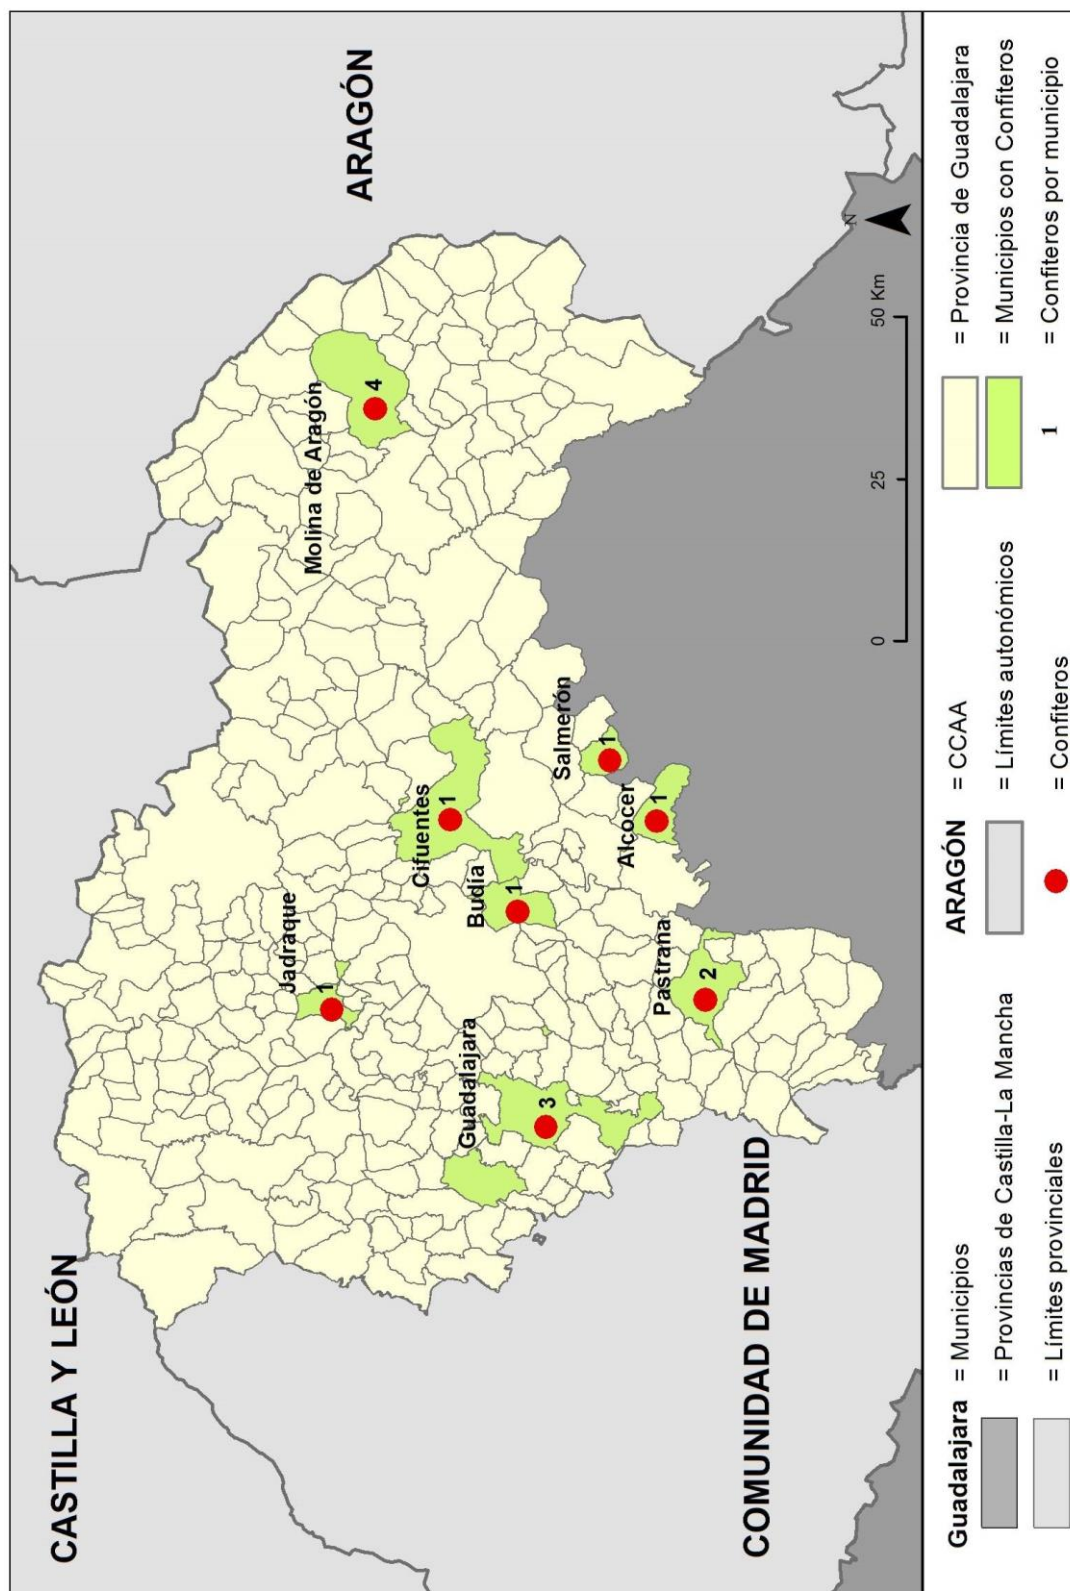 CASTILLA Y LEÓN
ARAGÓN
Molina de Aragón
4
Jadraque
1
Cifuentes
1
Guadalajara
3
Budía
1
Salmerón
1
Alcocer
1
Pastrana
2
COMUNIDAD DE MADRID
N
0 25 50 Km
Guadalajara = Municipios
= Provincias de Castilla-La Mancha
= Límites provinciales
ARAGÓN = CCAA
= Límites autonómicos
= Confiteros
= Provincia de Guadalajara
= Municipios con Confiteros
1 = Confiteros por municipio